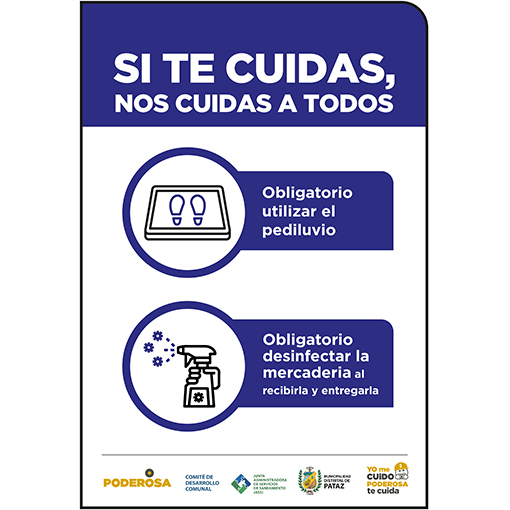 SI TE CUIDAS,
NOS CUIDAS A TODOS
Obligatorio
utilizar el
pediluvio
Obligatorio
desinfectar la
mercaderia al
recibirla y entregarla
PODEROSA
COMITÉ DE
DESARROLLO
COMUNAL
JUNTA
ADMINISTRADORA
DE SERVICIOS
DE SANEAMIENTO (JASS)
MUNICIPALIDAD
DISTRITAL DE
PATAZ
YO me
CUIDO
PODEROSA
te cuida